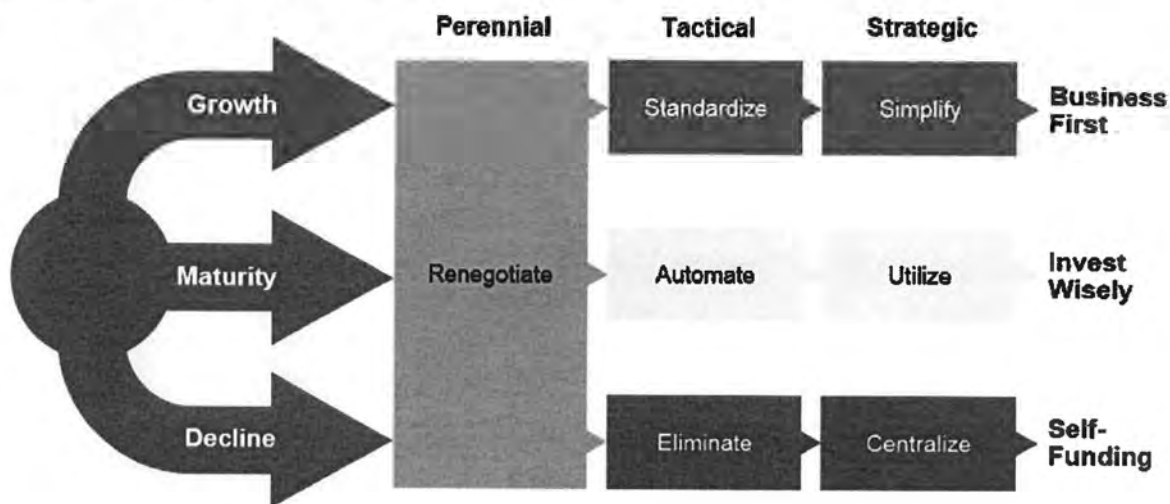 Perennial Tactical Strategic
Growth Standardize Simplify Business
First
Maturity Renegotiate Automate Utilize Invest
Wisely
Decline Eliminate Centralize Self-
Funding